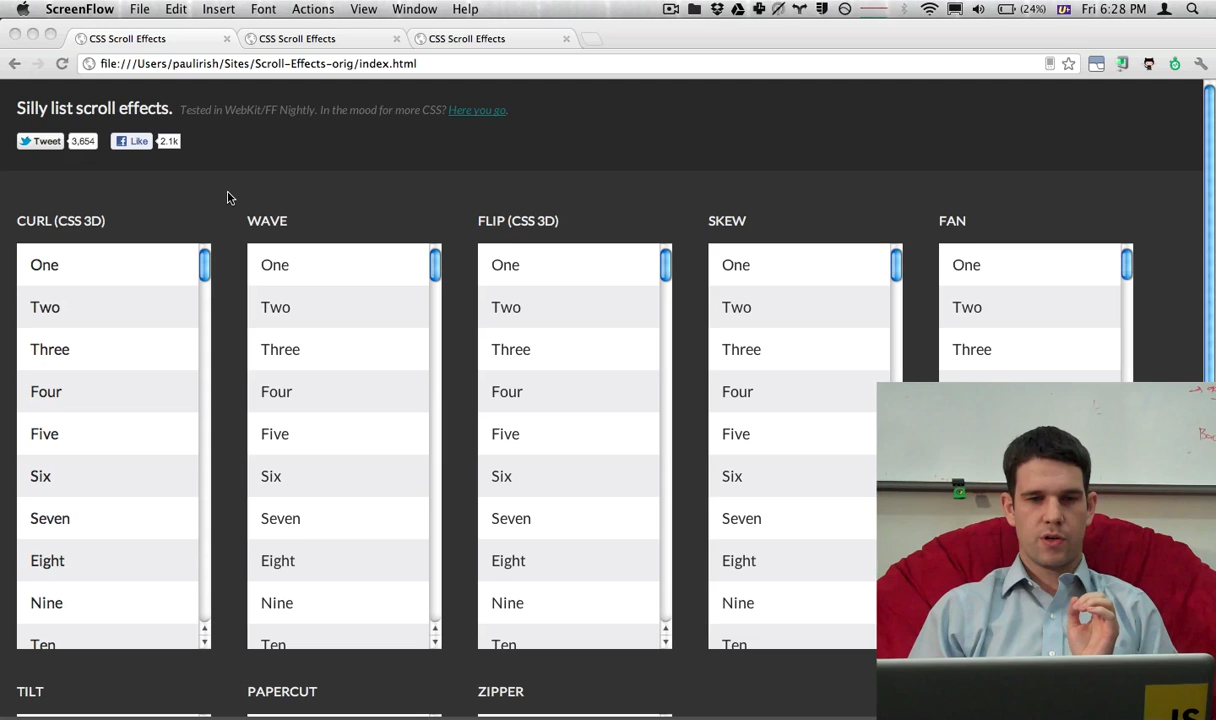 ScreenFlow File Edit Insert Font Actions View Window Help (24%) Fri 6:28 PM
CSS Scroll Effects CSS Scroll Effects CSS Scroll Effects
file:///Users/paulirish/Sites/Scroll-Effects-orig/index.html
Silly list scroll effects. Tested in WebKit/FF Nightly. In the mood for more CSS? Here you go.
Tweet 3,654 Like 2.1k
CURL (CSS 3D) WAVE FLIP (CSS 3D) SKEW FAN
One One One One One
Two Two Two Two Two
Three Three Three Three Three
Four Four Four Four
Five Five Five Five
Six Six Six Six
Seven Seven Seven Seven
Eight Eight Eight Eight
Nine Nine Nine Nine
Ten Ten Ten Ten
TILT PAPERCUT ZIPPER
JS